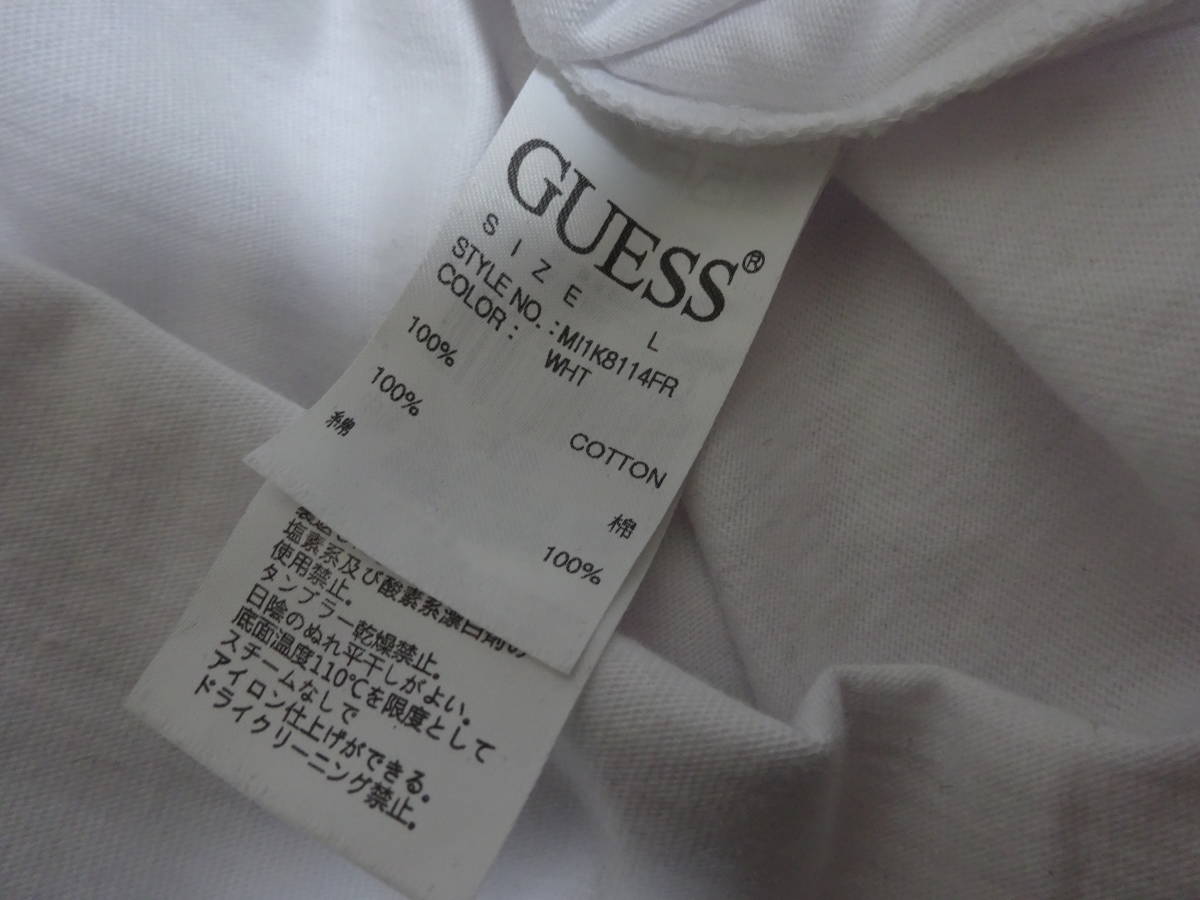 GUESS®
SIZE L
STYLE NO.: MI1K8114FR
COLOR: WHT
100% COTTON
100% 棉
綿 100%
塩素系及び酸素系漂白剤の
使用禁止。
タンブラー乾燥禁止。
日陰のぬれ平干しがよい。
底面温度110℃を限度として
スチームなしで
アイロン仕上げができる。
ドライクリーニング禁止。